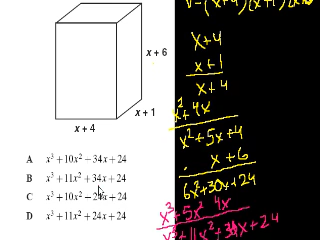 V=(x+4)(x+1)
x + 6
x + 1
x + 4
A x³ + 10x² − 34x + 24
B x³ + 11x² + 34x + 24
C x³ + 10x² − 24x + 24
D x³ + 11x² + 24x + 24
x+4
x+1
x+4
x²+4x
x²+5x+4
x+6
6x²+30x+24
x³+5x² 4x
x³+11x²+34x+24